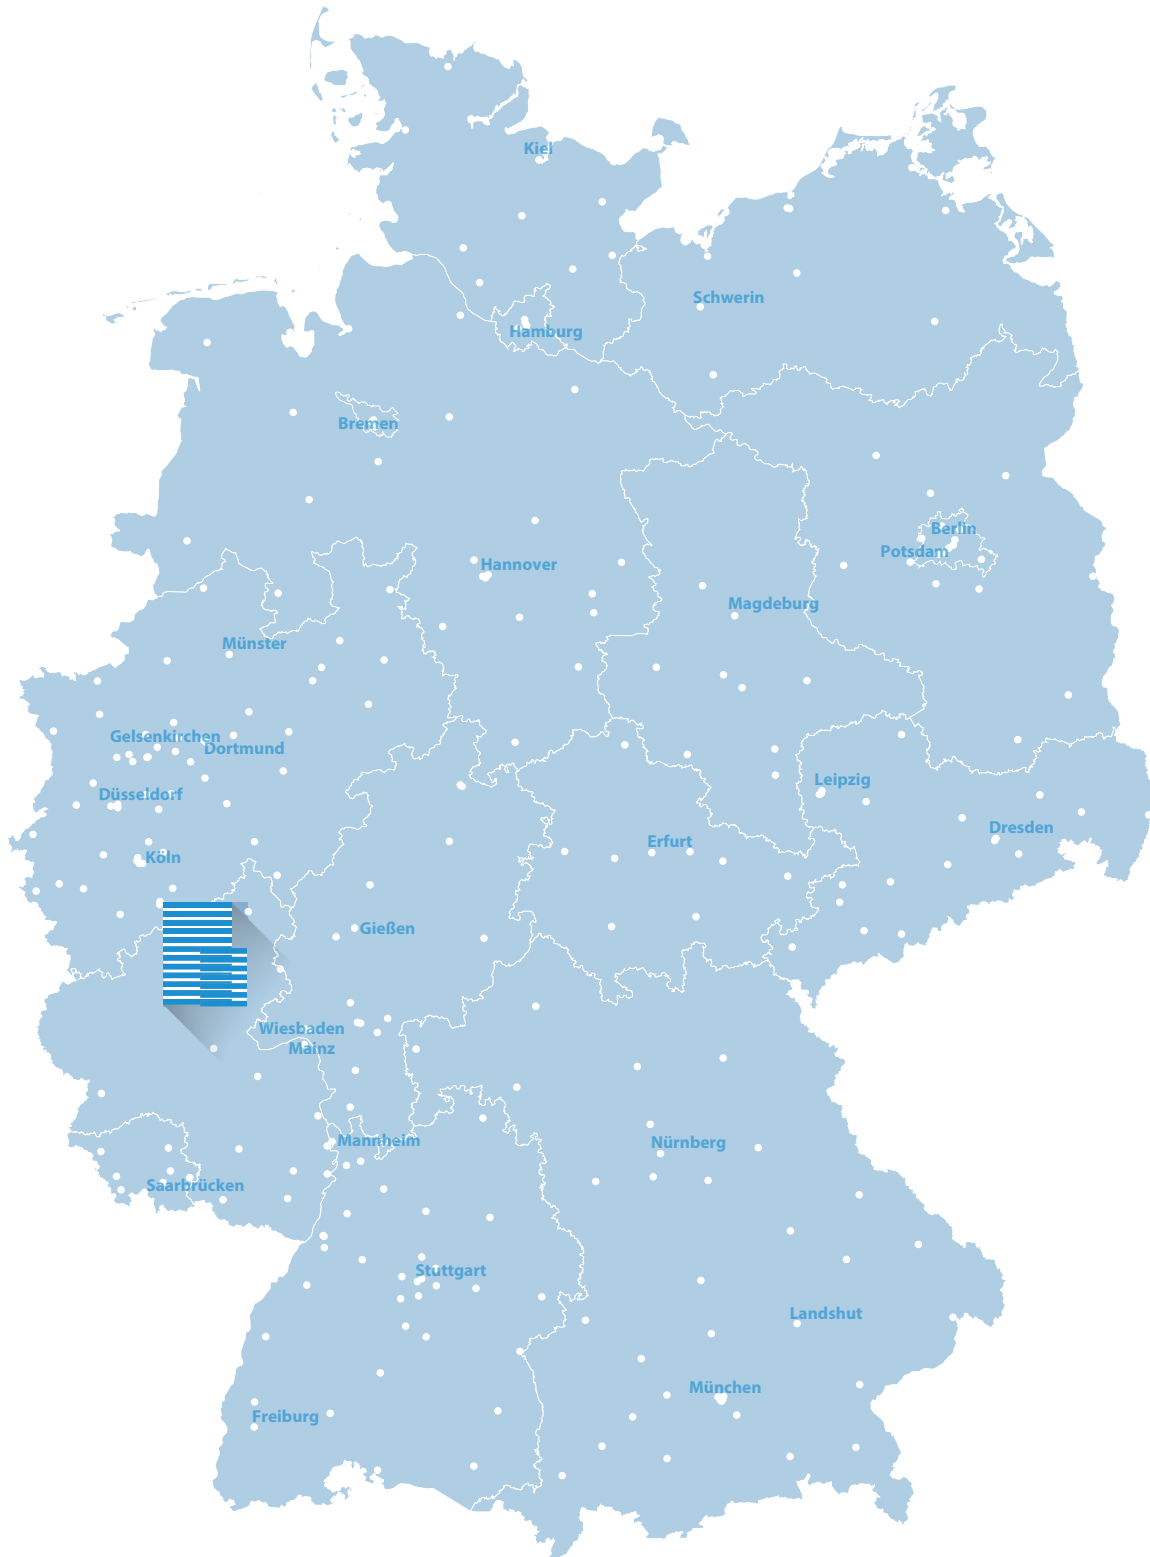 Kiel
Schwerin
Hamburg
Bremen
Berlin
Potsdam
Hannover
Magdeburg
Münster
Gelsenkirchen
Dortmund
Leipzig
Düsseldorf
Dresden
Erfurt
Köln
Gießen
Wiesbaden
Mainz
Mannheim
Nürnberg
Saarbrücken
Stuttgart
Landshut
München
Freiburg